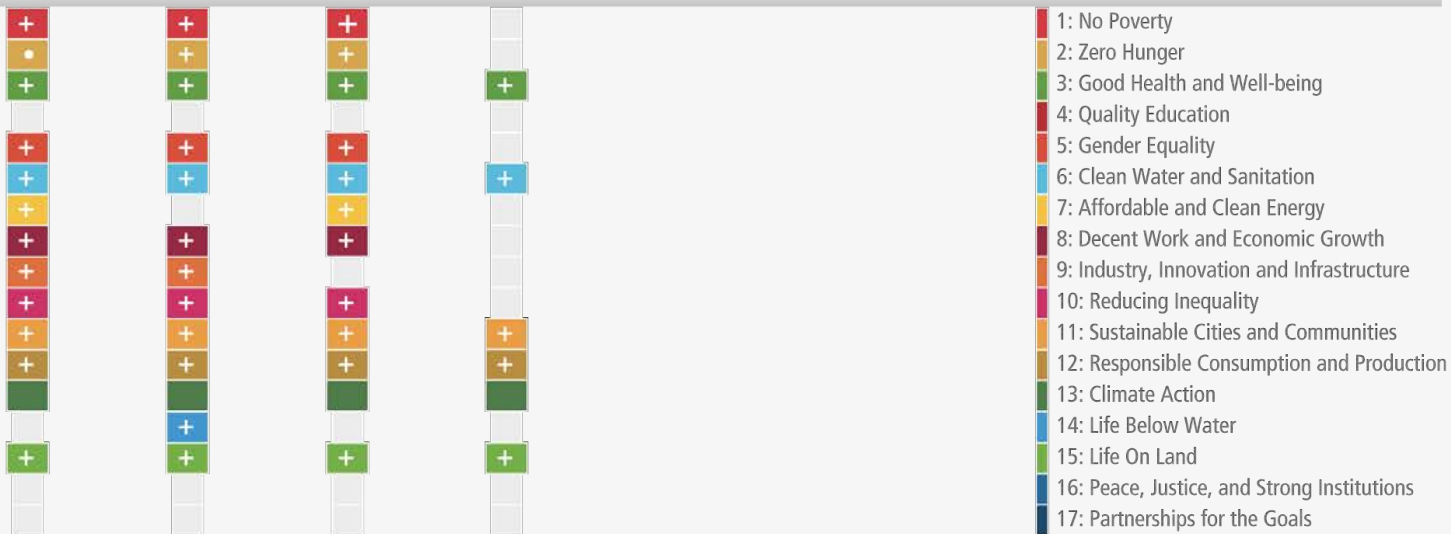 + + + 1: No Poverty
• + + 2: Zero Hunger
+ + + + 3: Good Health and Well-being
4: Quality Education
+ + + 5: Gender Equality
+ + + + 6: Clean Water and Sanitation
+ + 7: Affordable and Clean Energy
+ + + 8: Decent Work and Economic Growth
+ + 9: Industry, Innovation and Infrastructure
+ + + 10: Reducing Inequality
+ + + + 11: Sustainable Cities and Communities
+ + + + 12: Responsible Consumption and Production
13: Climate Action
+ 14: Life Below Water
+ + + + 15: Life On Land
16: Peace, Justice, and Strong Institutions
17: Partnerships for the Goals